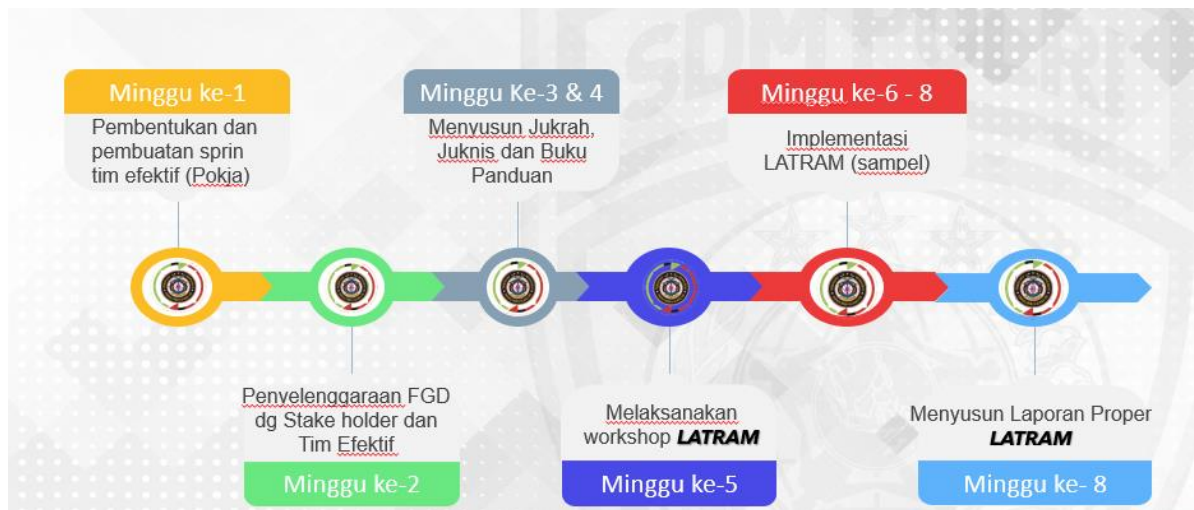 Minggu ke-1
Pembentukan dan
pembuatan sprin
tim efektif (Pokja)
Penyelenggaraan FGD
dg Stake holder dan
Tim Efektif
Minggu ke-2
Minggu Ke-3 & 4
Menyusun Jukrah,
Juknis dan Buku
Panduan
Melaksanakan
workshop LATRAM
Minggu ke-5
Minggu ke-6 - 8
Implementasi
LATRAM (sampel)
Menyusun Laporan Proper
LATRAM
Minggu ke- 8